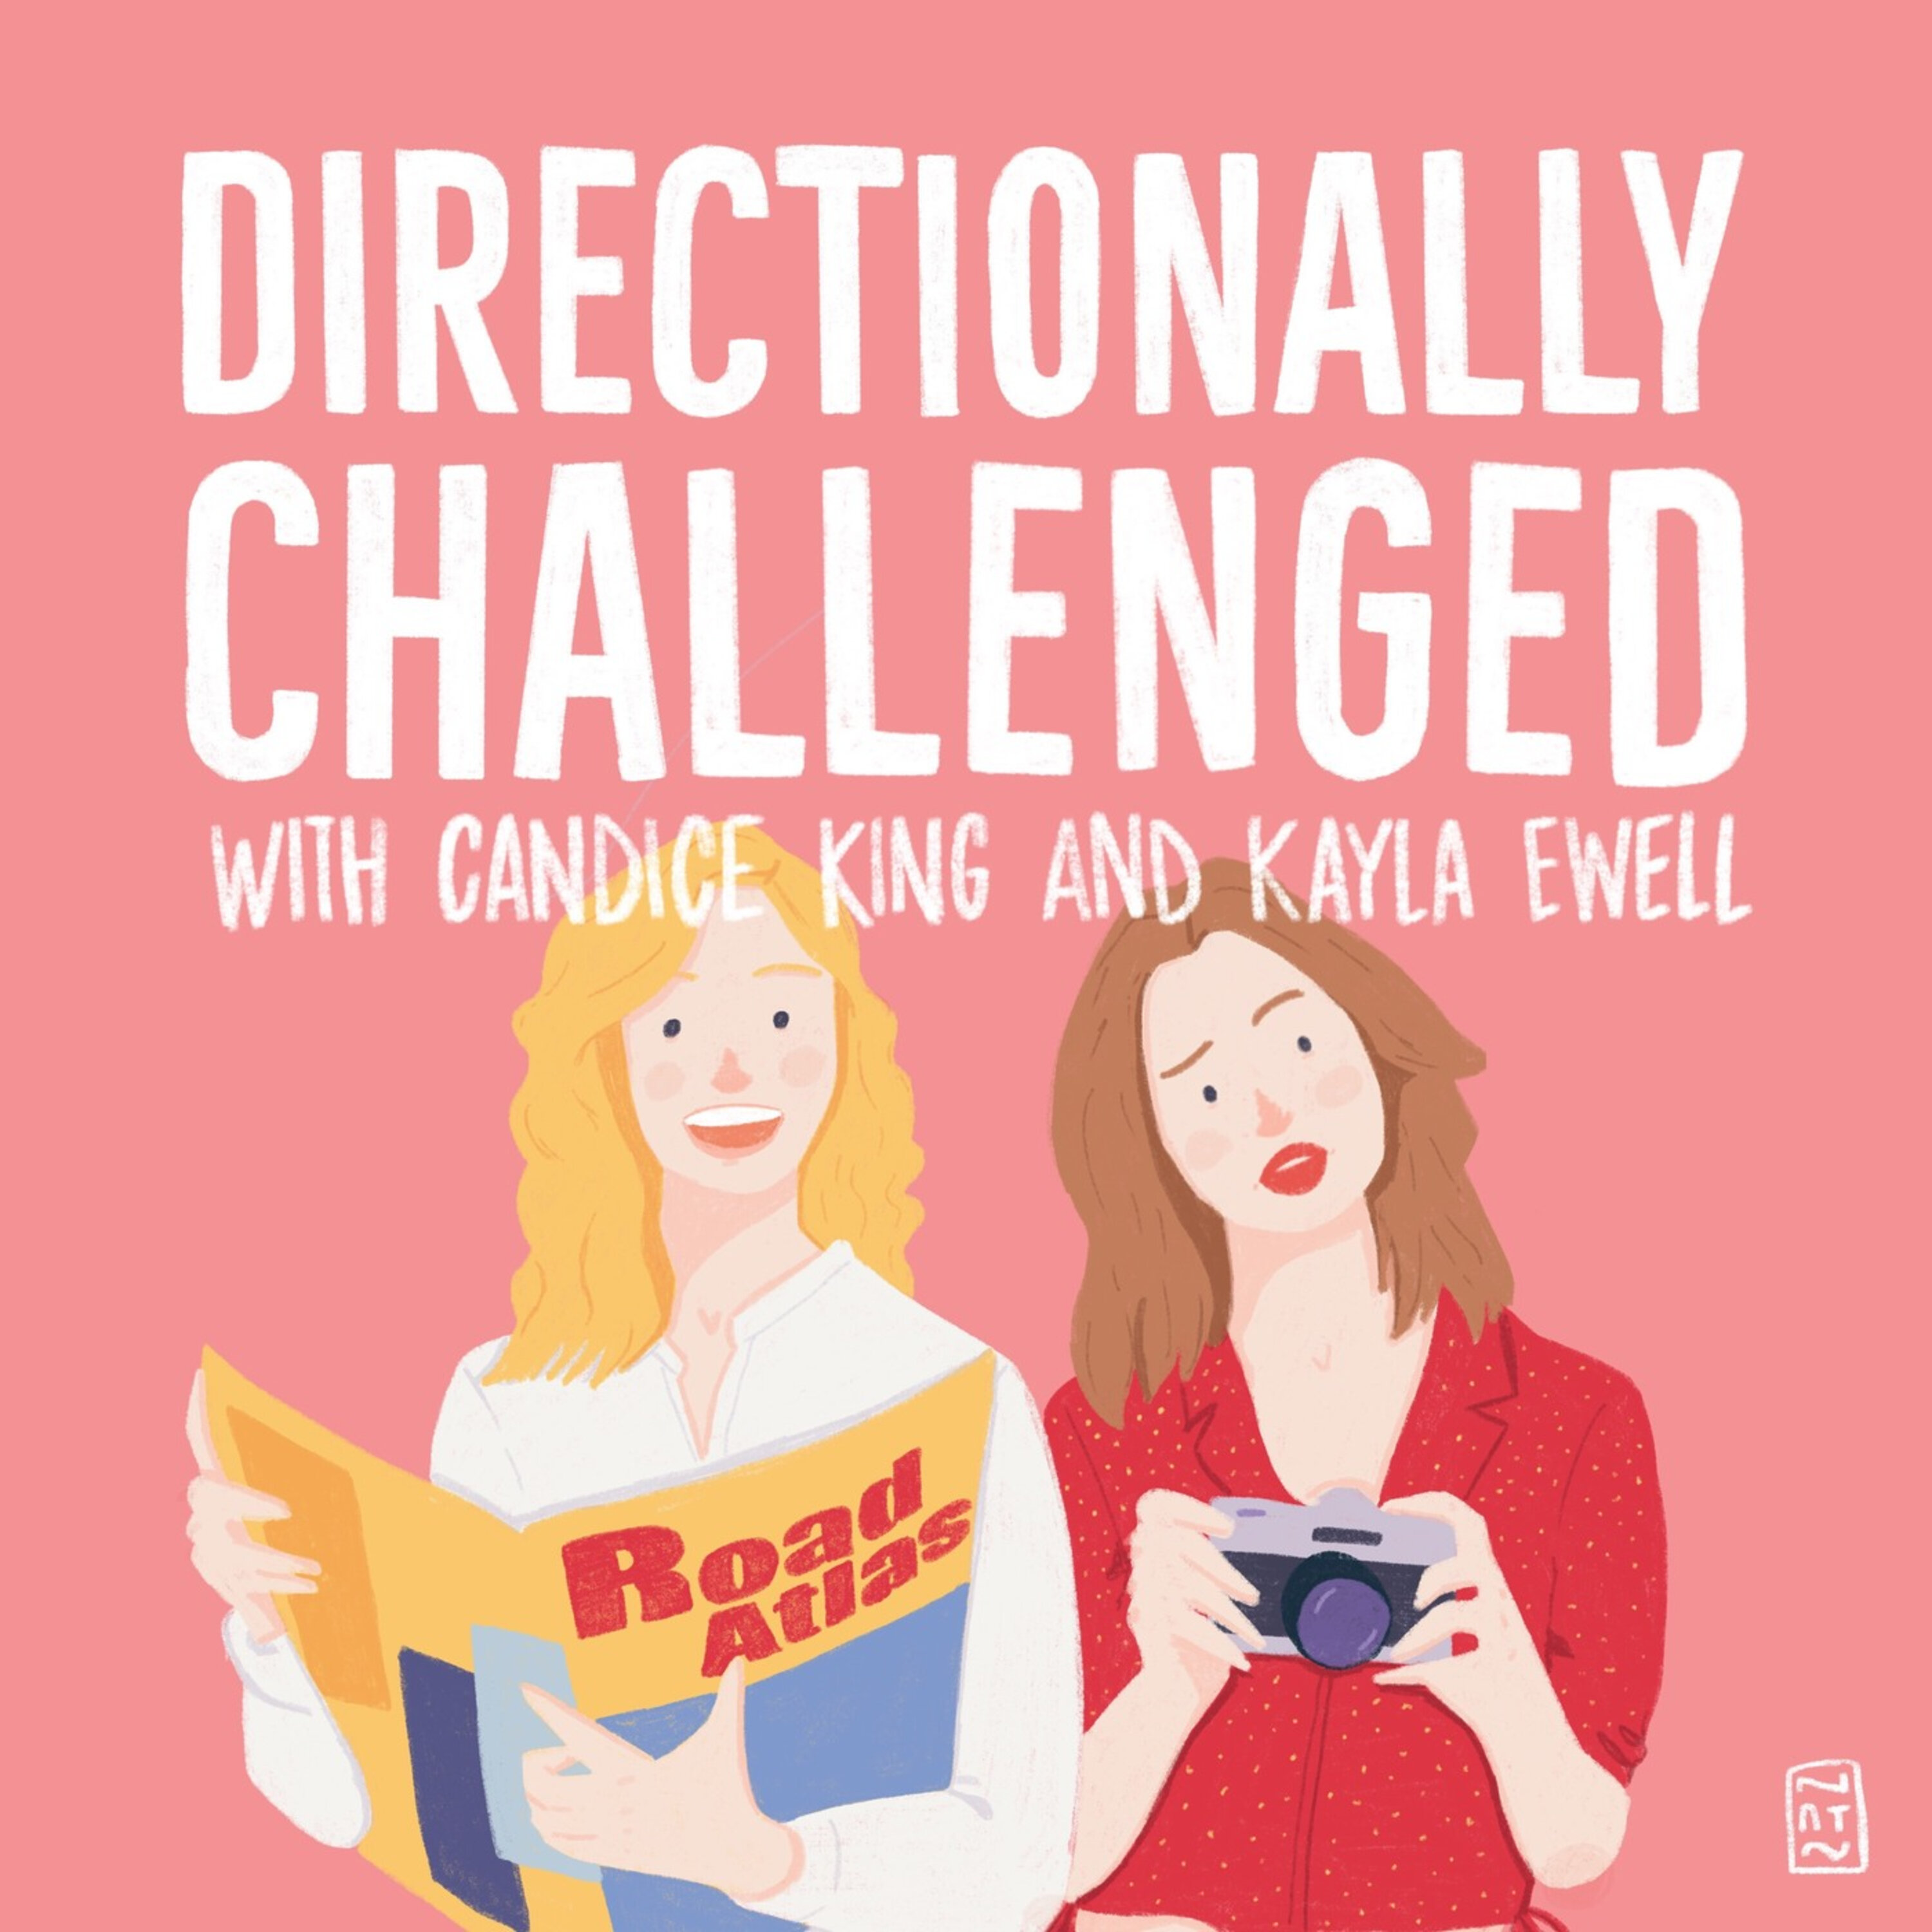 DIRECTIONALLY
CHALLENGED
WITH CANDICE KING AND KAYLA EWELL
Road
Atlas